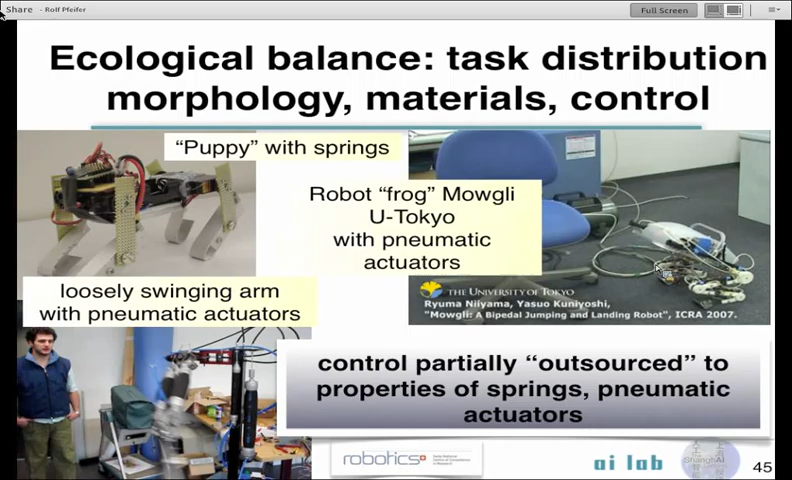 Share - Rolf Pfeifer
Full Screen
Ecological balance: task distribution
morphology, materials, control
"Puppy" with springs
Robot "frog" Mowgli
U-Tokyo
with pneumatic
actuators
loosely swinging arm
with pneumatic actuators
THE UNIVERSITY OF TOKYO
Ryuma Niiyama, Yasuo Kuniyoshi,
"Mowgli: A Bipedal Jumping and Landing Robot", ICRA 2007.
control partially "outsourced" to
properties of springs, pneumatic
actuators
robotics+
ai lab
ShanghAI
45